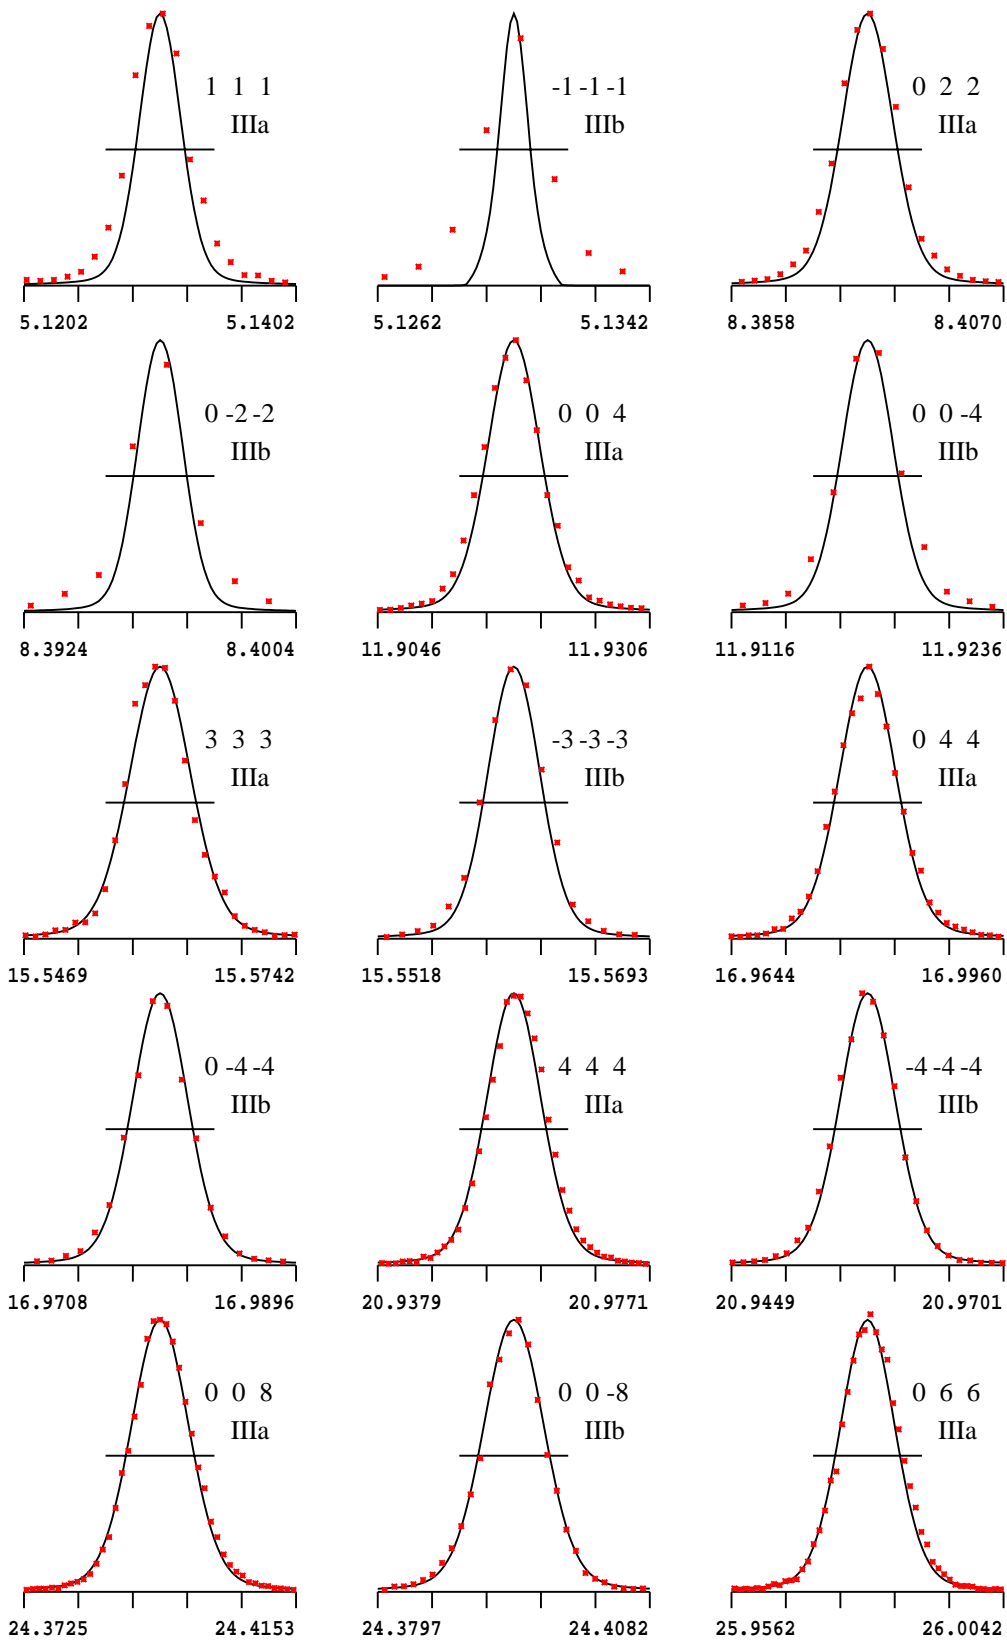 1 1 1
IIIa
5.1202 5.1402
-1 -1 -1
IIIb
5.1262 5.1342
0 2 2
IIIa
8.3858 8.4070
0 -2 -2
IIIb
8.3924 8.4004
0 0 4
IIIa
11.9046 11.9306
0 0 -4
IIIb
11.9116 11.9236
3 3 3
IIIa
15.5469 15.5742
-3 -3 -3
IIIb
15.5518 15.5693
0 4 4
IIIa
16.9644 16.9960
0 -4 -4
IIIb
16.9708 16.9896
4 4 4
IIIa
20.9379 20.9771
-4 -4 -4
IIIb
20.9449 20.9701
0 0 8
IIIa
24.3725 24.4153
0 0 -8
IIIb
24.3797 24.4082
0 6 6
IIIa
25.9562 26.0042